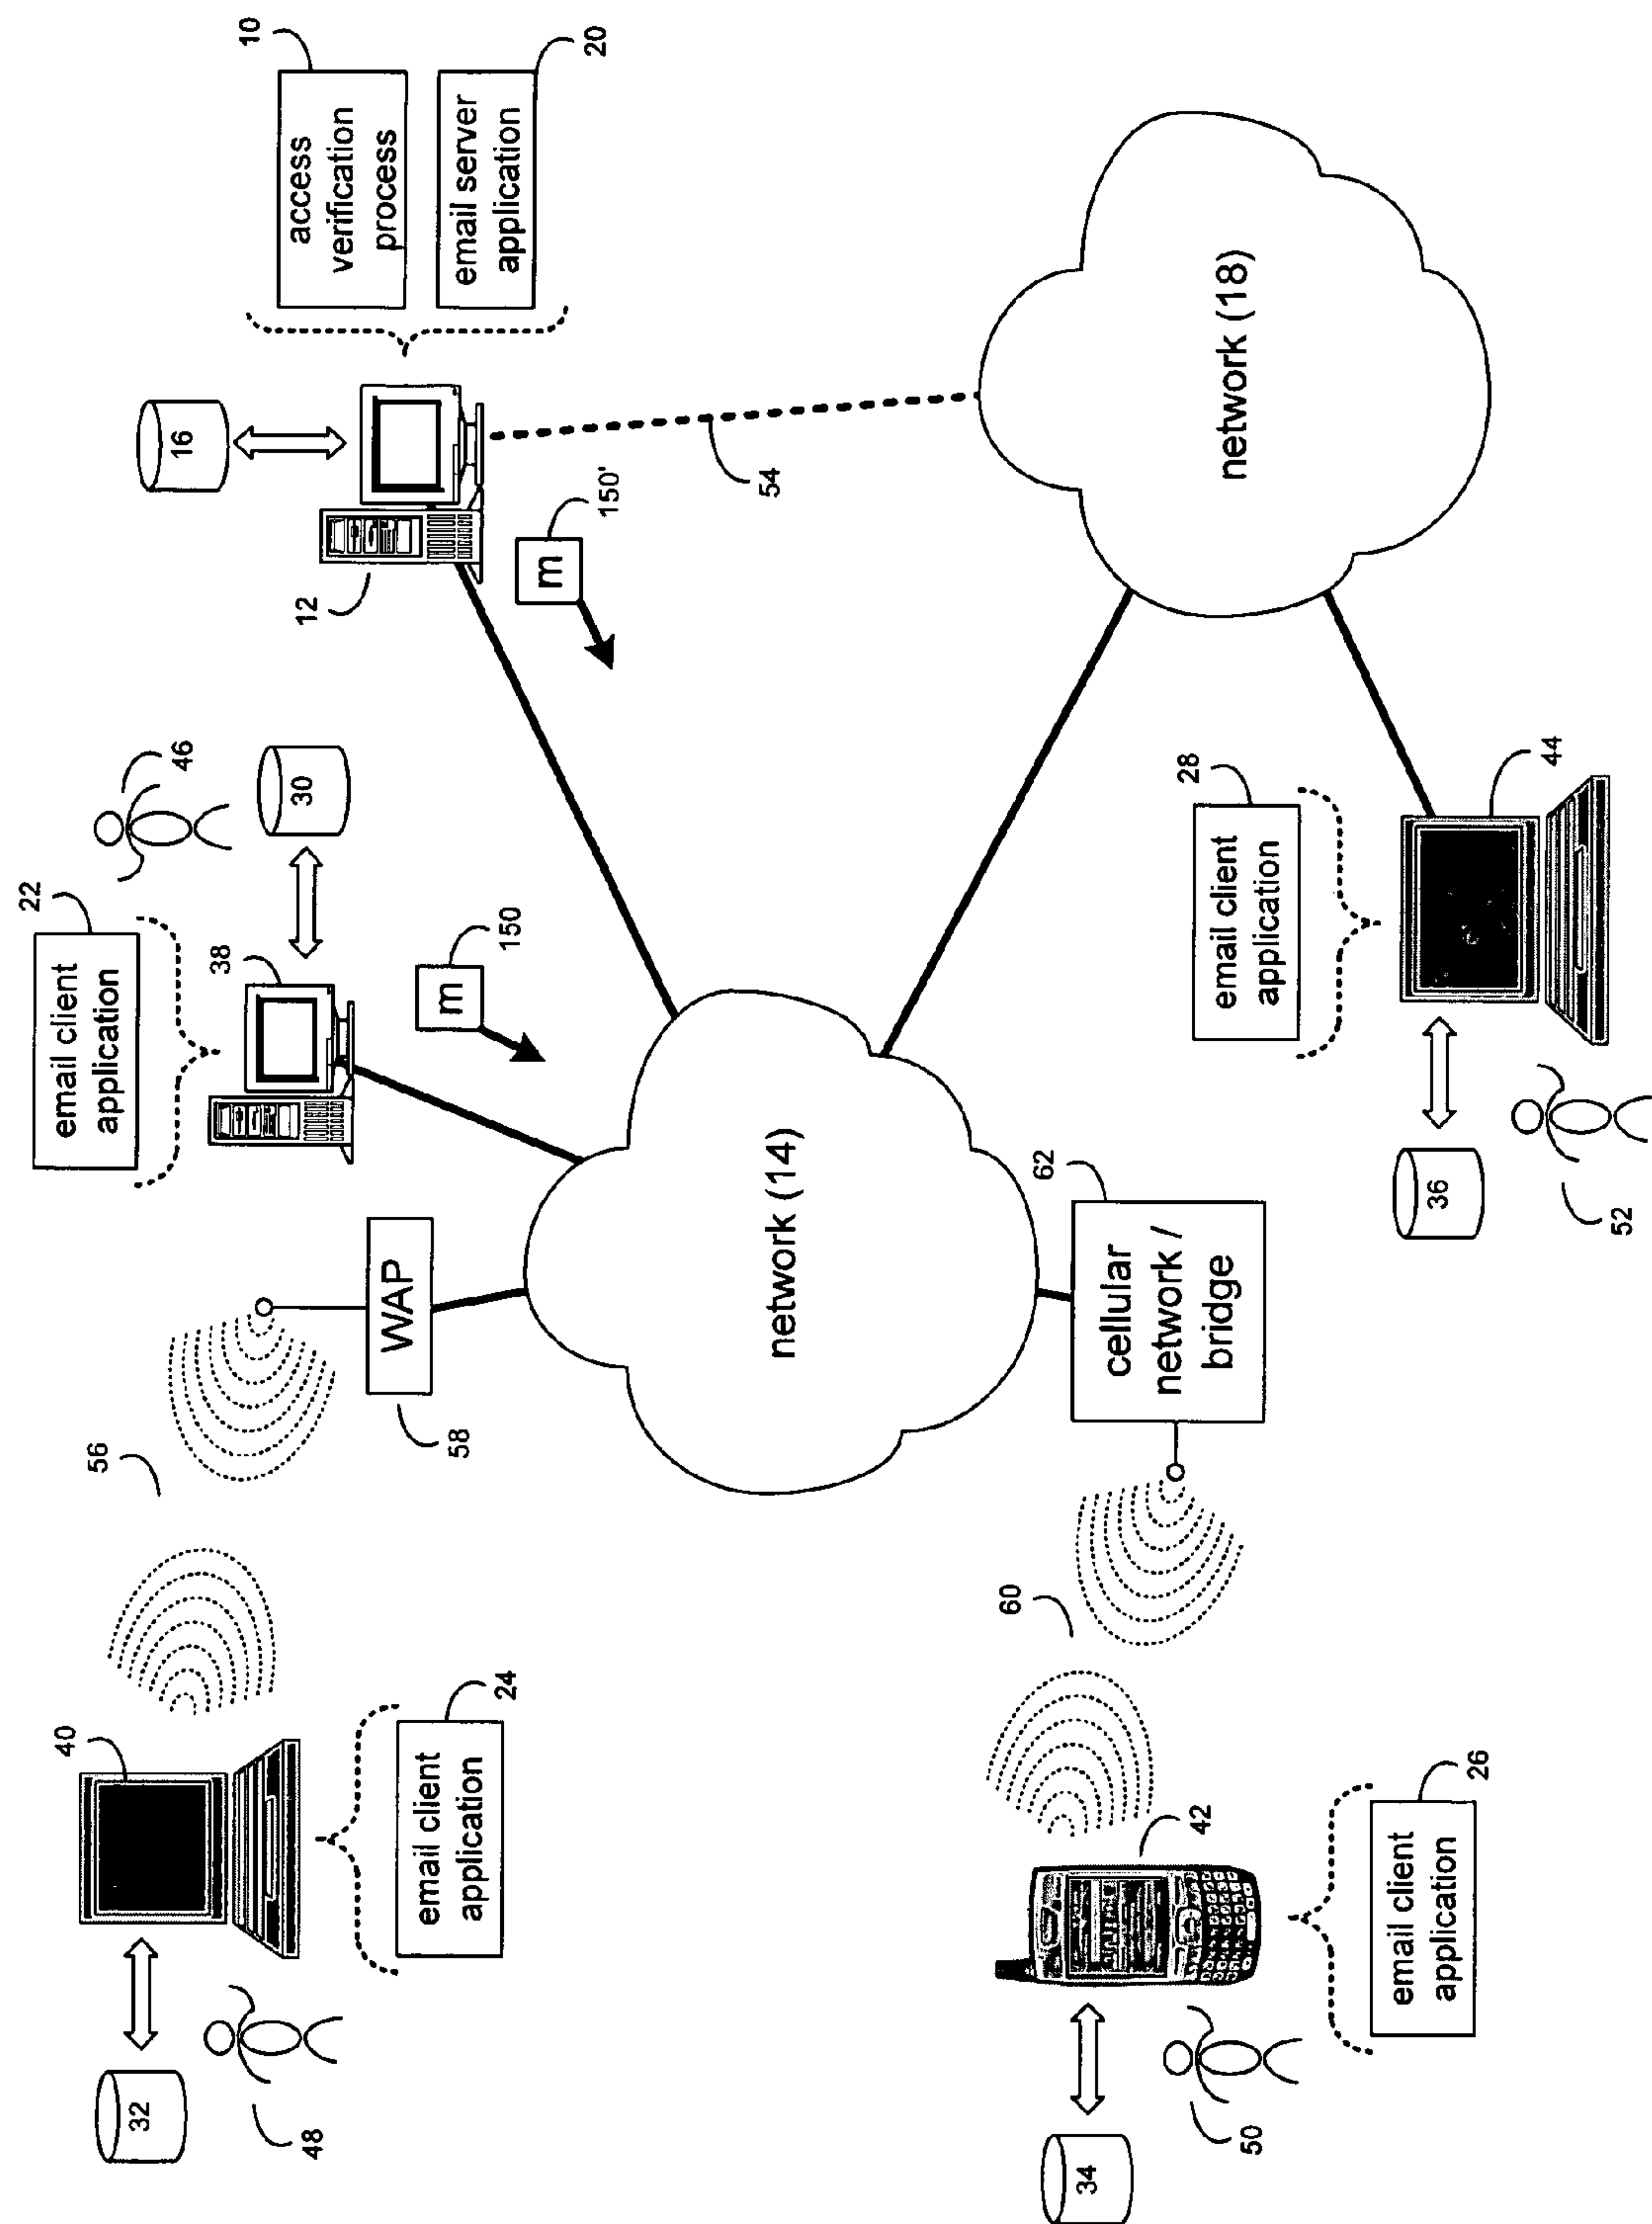 22
email client
application
40
56
32
46
16
38
10
access
verification
process
30
48
12
WAP
email client
application
24
58
m
150
email server
application
20
m
150'
54
network (14)
60
62
34
cellular
network /
bridge
28
email client
application
42
network (18)
50
email client
application
26
36
44
52